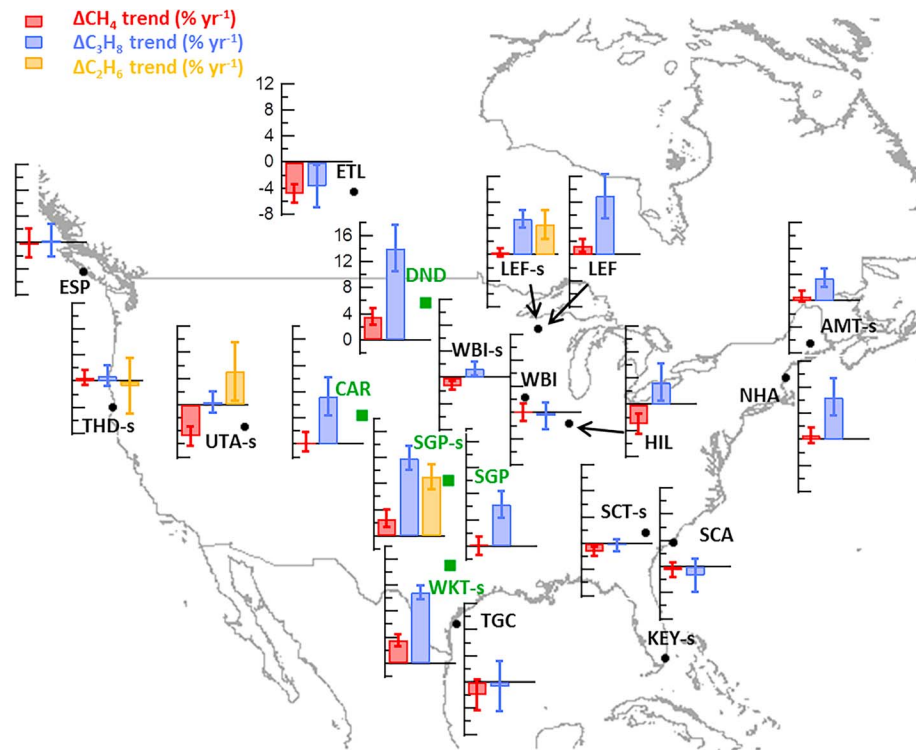 ΔCH₄ trend (% yr⁻¹)
ΔC₃H₈ trend (% yr⁻¹)
ΔC₂H₆ trend (% yr⁻¹)
12
8
4
0
-4
-8
ETL
ESP
16
12
8
4
0
DND
LEF-s
LEF
AMT-s
THD-s
UTA-s
CAR
WBI-s
WBI
HIL
NHA
SGP-s
SGP
SCT-s
SCA
WKT-s
TGC
KEY-s